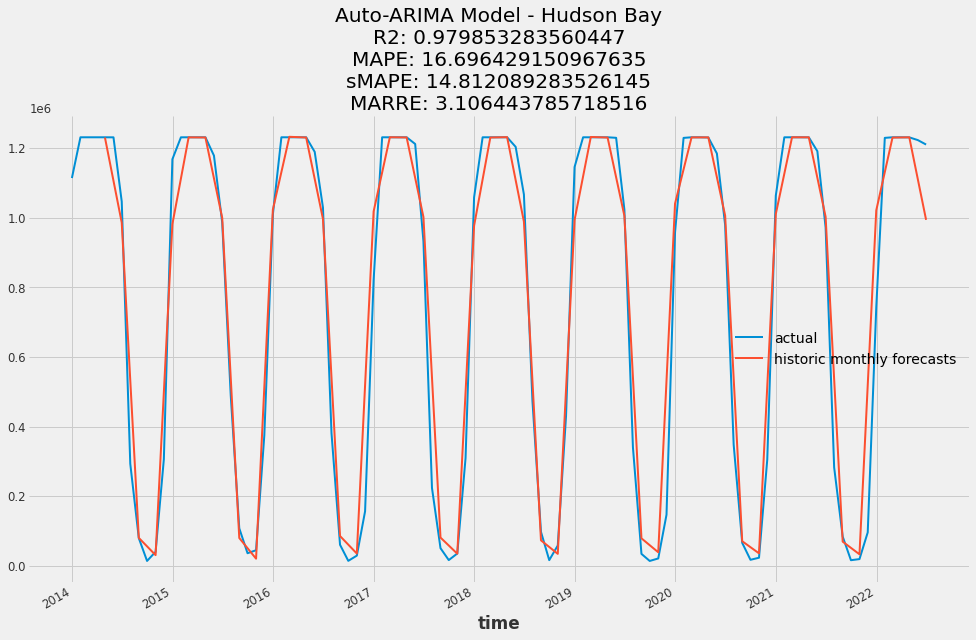 Auto-ARIMA Model - Hudson Bay
R2: 0.979853283560447
MAPE: 16.696429150967635
sMAPE: 14.812089283526145
MARRE: 3.106443785718516
1e6
1.2
1.0
0.8
0.6
0.4
0.2
0.0
actual
historic monthly forecasts
2014 2015 2016 2017 2018 2019 2020 2021 2022
time